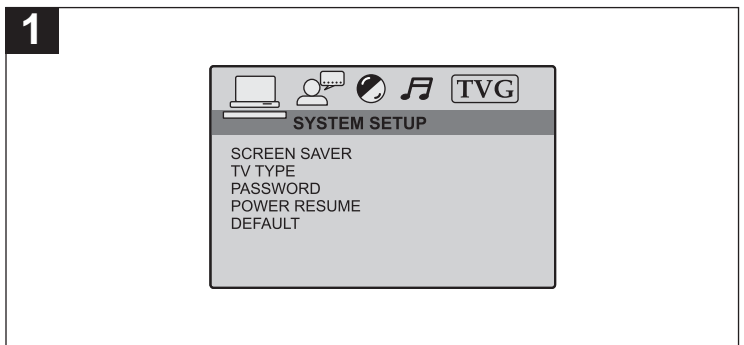 1
TVG
SYSTEM SETUP
SCREEN SAVER
TV TYPE
PASSWORD
POWER RESUME
DEFAULT